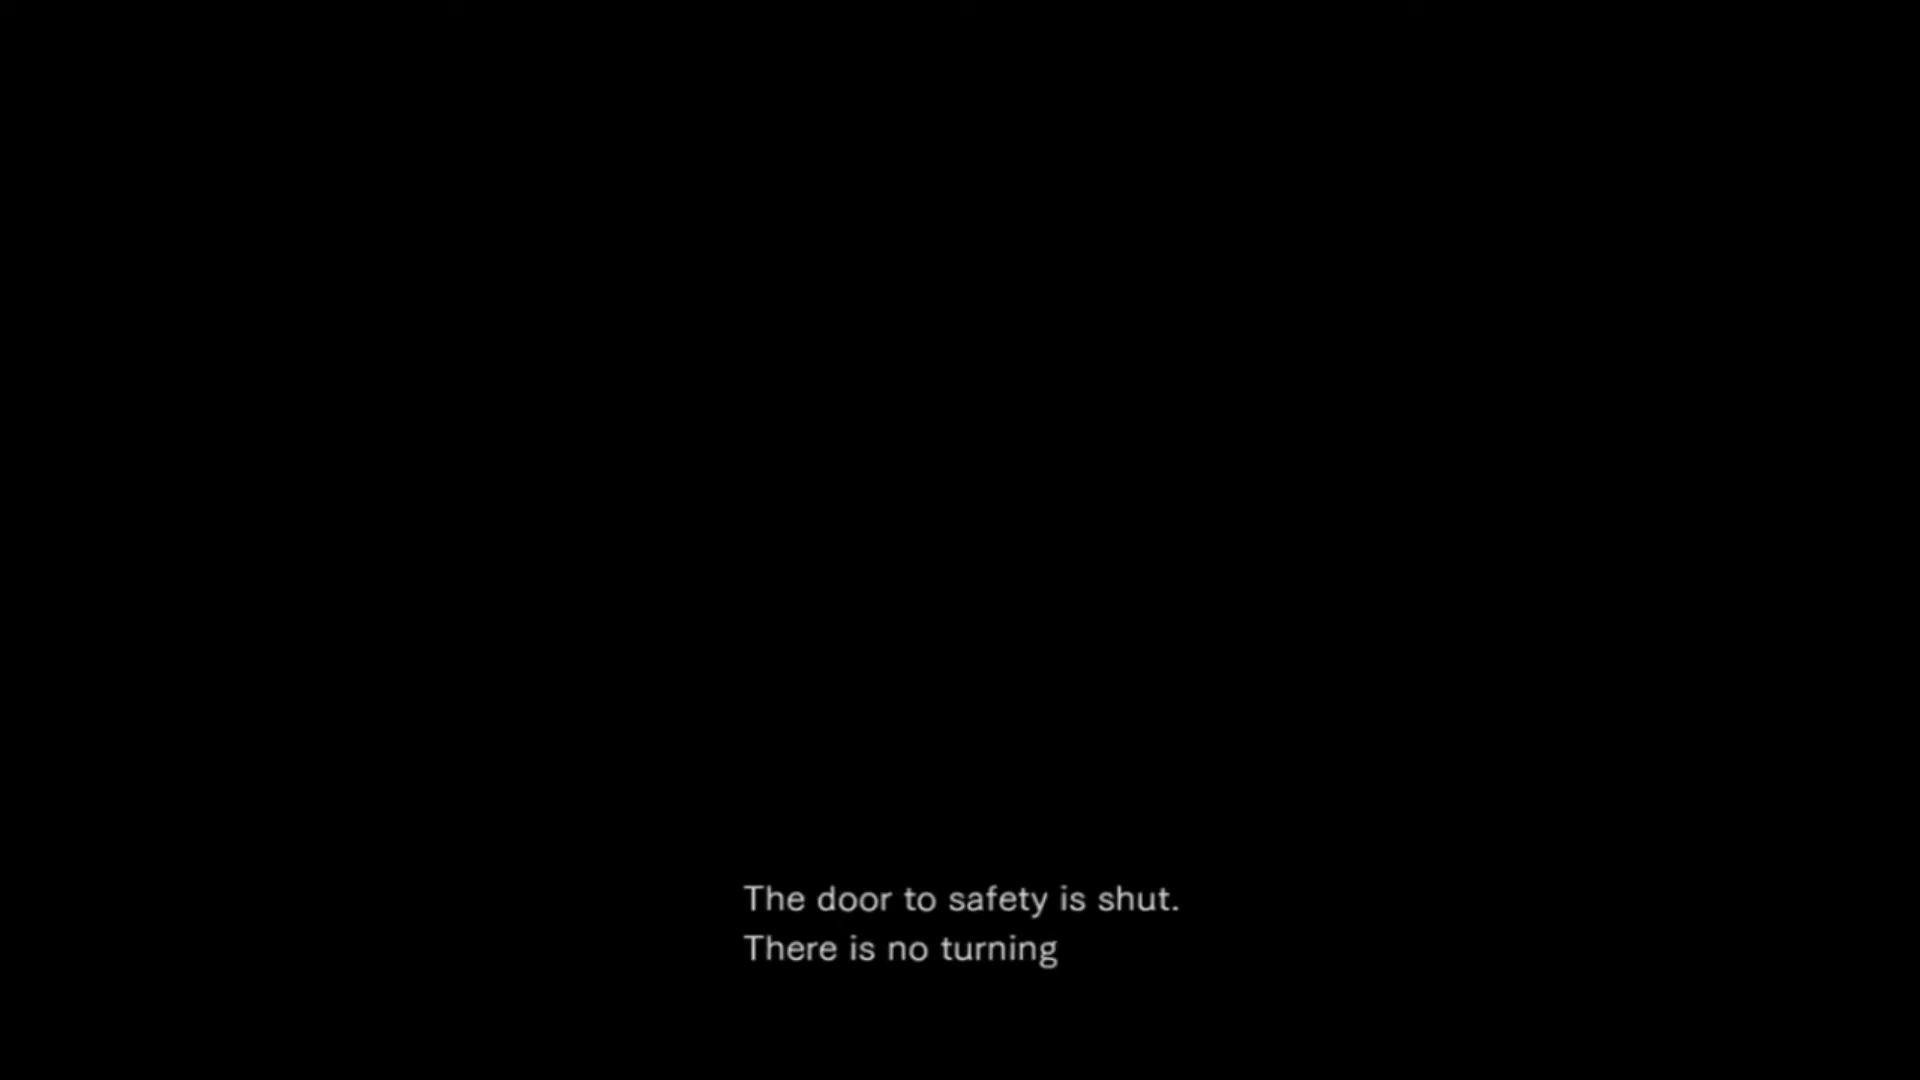 The door to safety is shut.
There is no turning